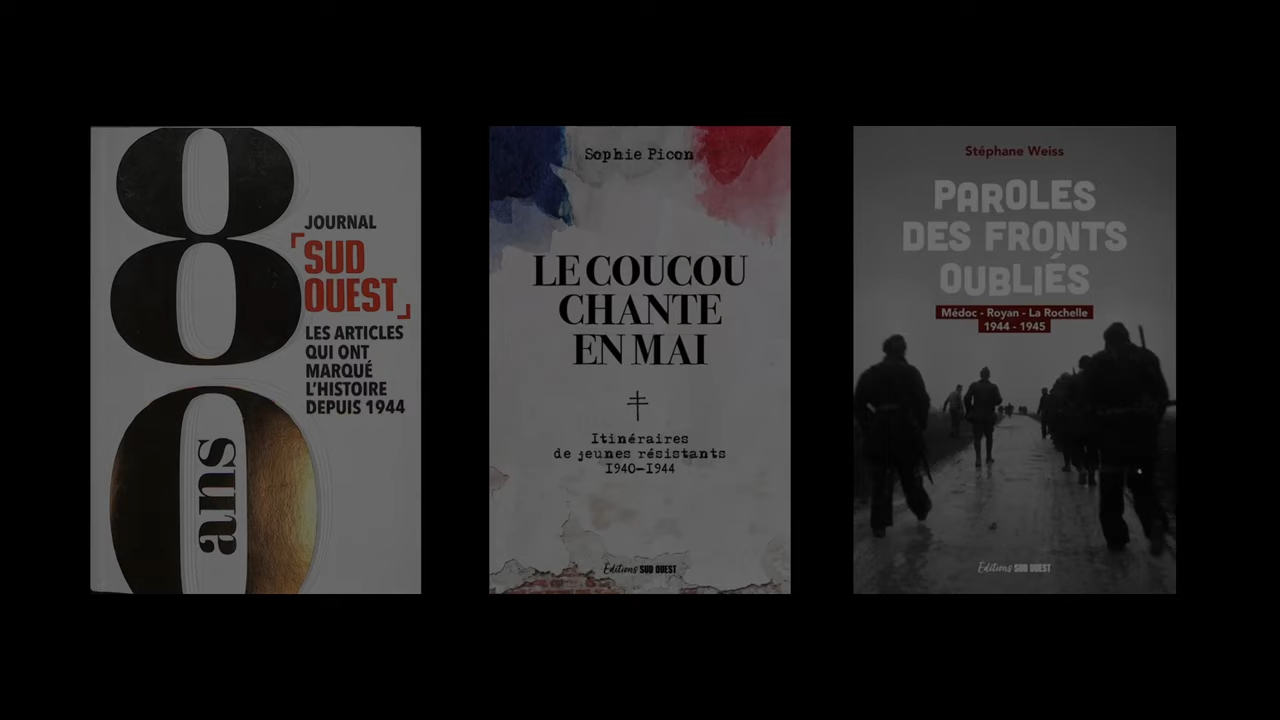 80
ans
JOURNAL
SUD
OUEST
LES ARTICLES
QUI ONT
MARQUÉ
L'HISTOIRE
DEPUIS 1944
Sophie Picon
LE COUCOU
CHANTE
EN MAI
Itinéraires
de jeunes résistants
1940-1944
Éditions SUD OUEST
Stéphane Weiss
PAROLES
DES FRONTS
OUBLIÉS
Médoc - Royan - La Rochelle
1944 - 1945
Éditions SUD OUEST